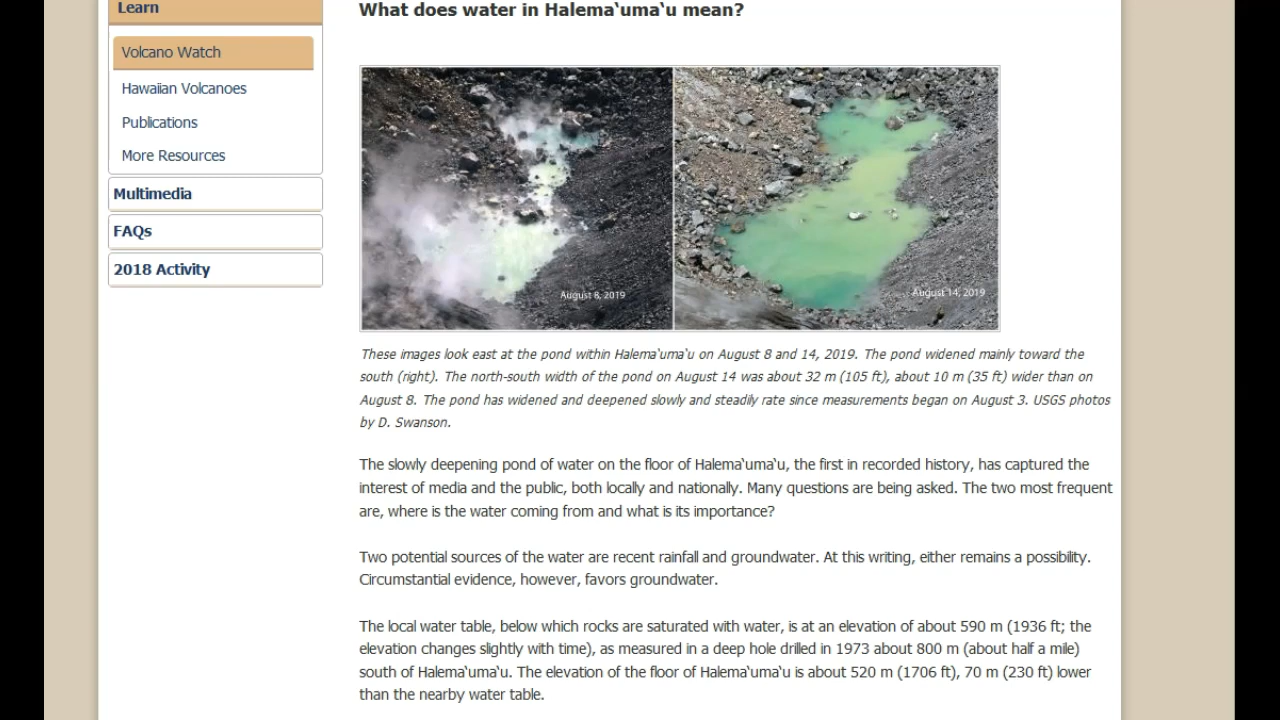 Learn
Volcano Watch
Hawaiian Volcanoes
Publications
More Resources
Multimedia
FAQs
2018 Activity
What does water in Halema‘uma‘u mean?
August 8, 2019
August 14, 2019
These images look east at the pond within Halema‘uma‘u on August 8 and 14, 2019. The pond widened mainly toward the
south (right). The north-south width of the pond on August 14 was about 32 m (105 ft), about 10 m (35 ft) wider than on
August 8. The pond has widened and deepened slowly and steadily rate since measurements began on August 3. USGS photos
by D. Swanson.
The slowly deepening pond of water on the floor of Halema‘uma‘u, the first in recorded history, has captured the
interest of media and the public, both locally and nationally. Many questions are being asked. The two most frequent
are, where is the water coming from and what is its importance?
Two potential sources of the water are recent rainfall and groundwater. At this writing, either remains a possibility.
Circumstantial evidence, however, favors groundwater.
The local water table, below which rocks are saturated with water, is at an elevation of about 590 m (1936 ft; the
elevation changes slightly with time), as measured in a deep hole drilled in 1973 about 800 m (about half a mile)
south of Halema‘uma‘u. The elevation of the floor of Halema‘uma‘u is about 520 m (1706 ft), 70 m (230 ft) lower
than the nearby water table.